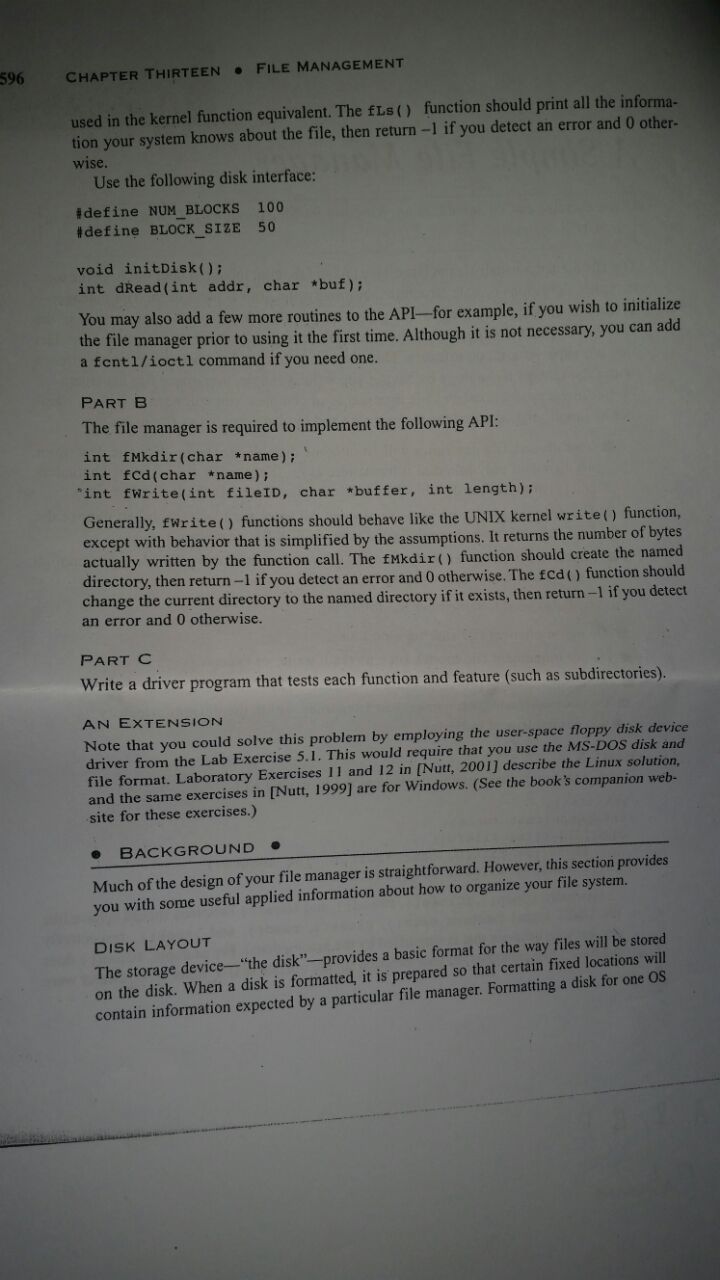 596 CHAPTER THIRTEEN • FILE MANAGEMENT
used in the kernel function equivalent. The fLs() function should print all the informa-
tion your system knows about the file, then return –1 if you detect an error and 0 other-
wise.
Use the following disk interface:
#define NUM_BLOCKS 100
#define BLOCK_SIZE 50
void initDisk();
int dRead(int addr, char *buf);
You may also add a few more routines to the API—for example, if you wish to initialize
the file manager prior to using it the first time. Although it is not necessary, you can add
a fcntl/ioctl command if you need one.
PART B
The file manager is required to implement the following API:
int fMkdir(char *name);
int fCd(char *name);
int fWrite(int fileID, char *buffer, int length);
Generally, fWrite() functions should behave like the UNIX kernel write() function,
except with behavior that is simplified by the assumptions. It returns the number of bytes
actually written by the function call. The fMkdir() function should create the named
directory, then return –1 if you detect an error and 0 otherwise. The fCd() function should
change the current directory to the named directory if it exists, then return –1 if you detect
an error and 0 otherwise.
PART C
Write a driver program that tests each function and feature (such as subdirectories).
AN EXTENSION
Note that you could solve this problem by employing the user-space floppy disk device
driver from the Lab Exercise 5.1. This would require that you use the MS-DOS disk and
file format. Laboratory Exercises 11 and 12 in [Nutt, 2001] describe the Linux solution,
and the same exercises in [Nutt, 1999] are for Windows. (See the book's companion web-
site for these exercises.)
• BACKGROUND •
Much of the design of your file manager is straightforward. However, this section provides
you with some useful applied information about how to organize your file system.
DISK LAYOUT
The storage device—“the disk”—provides a basic format for the way files will be stored
on the disk. When a disk is formatted, it is prepared so that certain fixed locations will
contain information expected by a particular file manager. Formatting a disk for one OS